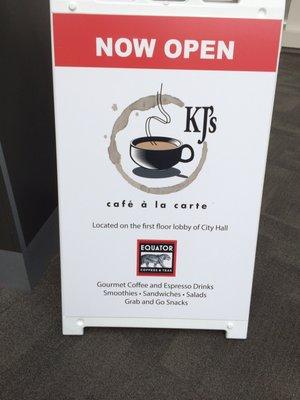 NOW OPEN
KJ's
café à la carte
Located on the first floor lobby of City Hall
EQUATOR
COFFEES & TEAS
Gourmet Coffee and Espresso Drinks
Smoothies • Sandwiches • Salads
Grab and Go Snacks